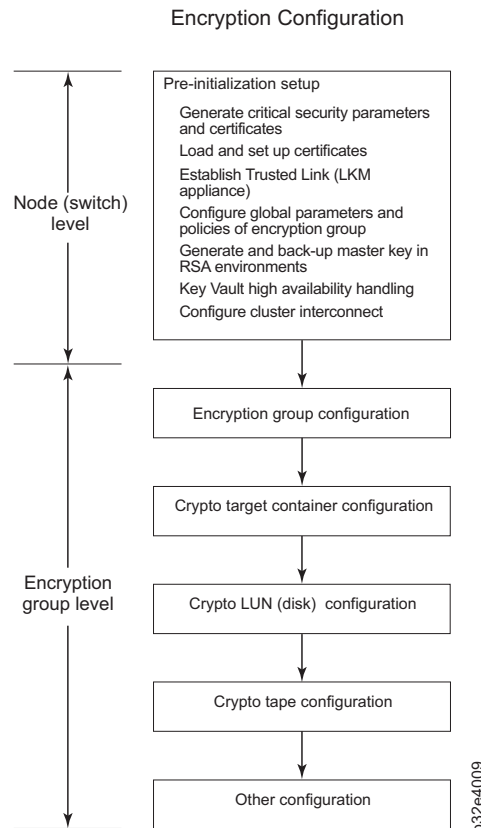 Encryption Configuration
Pre-initialization setup
Generate critical security parameters
and certificates
Load and set up certificates
Establish Trusted Link (LKM
appliance)
Configure global parameters and
policies of encryption group
Generate and back-up master key in
RSA environments
Key Vault high availability handling
Configure cluster interconnect
Node (switch)
level
Encryption group configuration
Crypto target container configuration
Encryption
group level
Crypto LUN (disk) configuration
Crypto tape configuration
Other configuration